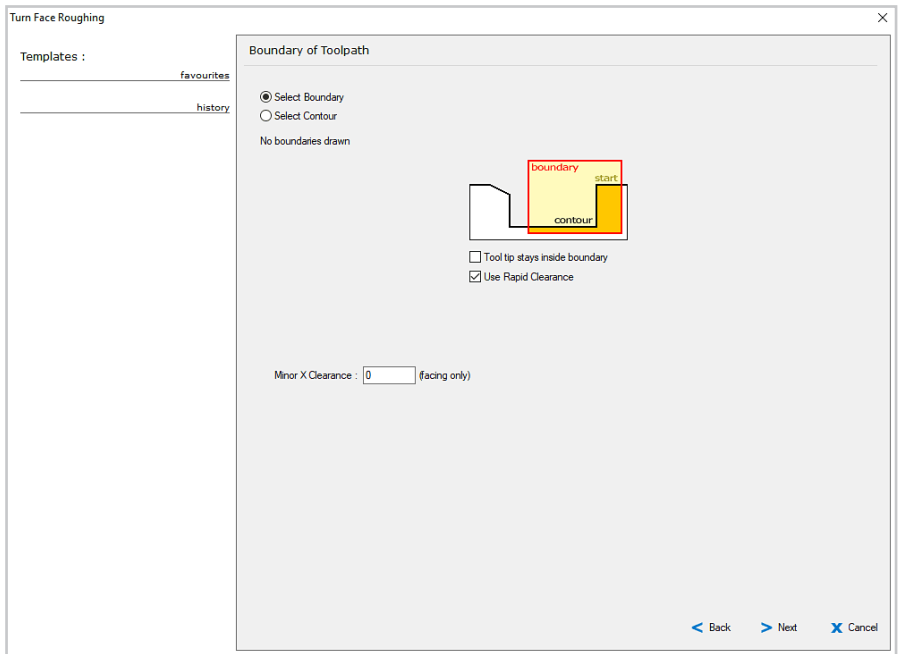 Turn Face Roughing
Templates :
favourites
history
Boundary of Toolpath
Select Boundary
Select Contour
No boundaries drawn
boundary
start
contour
Tool tip stays inside boundary
Use Rapid Clearance
Minor X Clearance : 0 (facing only)
< Back > Next X Cancel